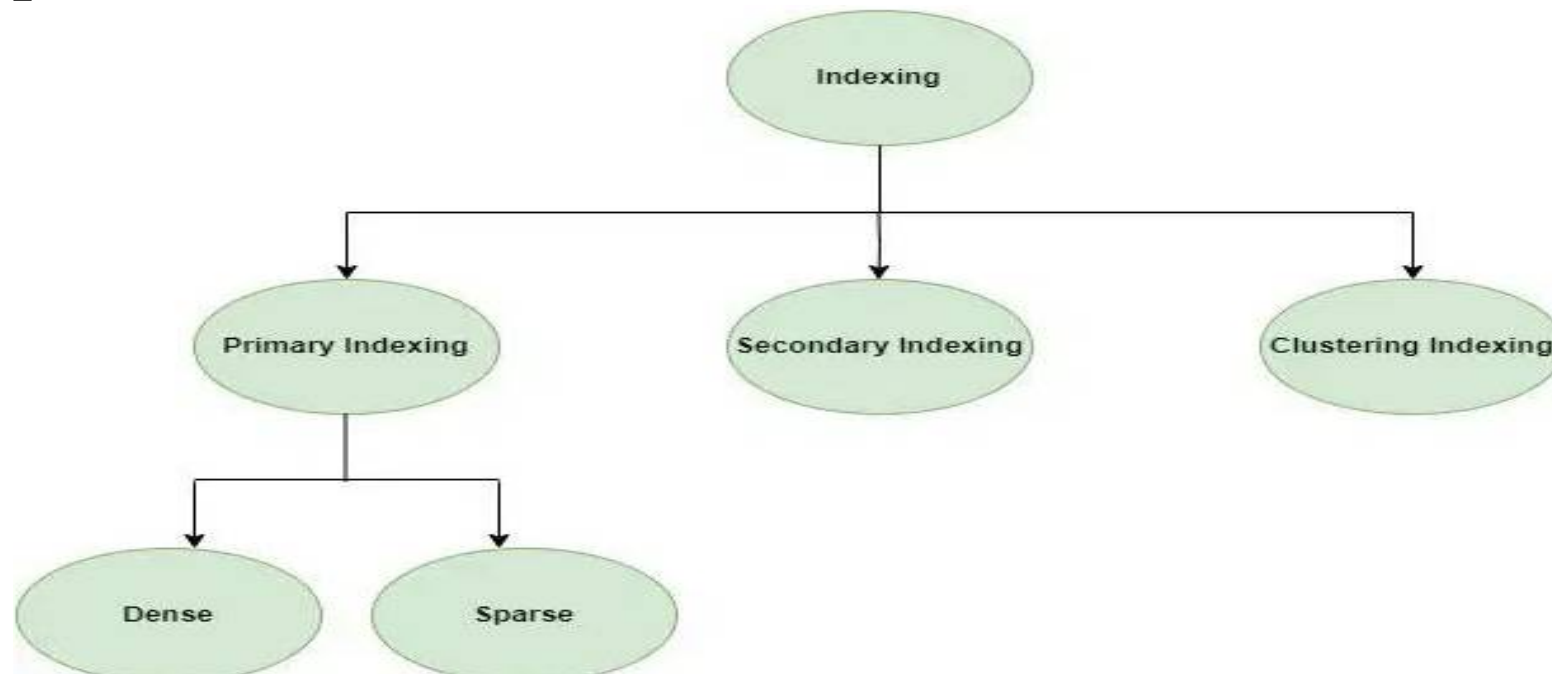 Indexing
Primary Indexing
Secondary Indexing
Clustering Indexing
Dense
Sparse